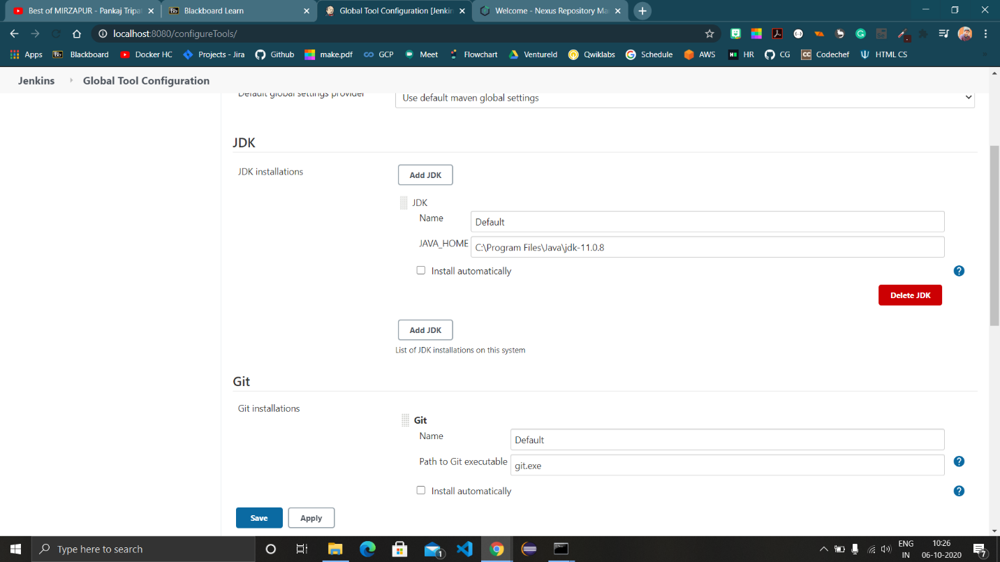 Best of MIRZAPUR - Pankaj Tripat
Blackboard Learn
Global Tool Configuration [Jenkin
Welcome - Nexus Repository Ma
localhost:8080/configureTools/
Apps
Bb Blackboard
Docker HC
Projects - Jira
Github
make.pdf
GCP
Meet
Flowchart
Ventureld
Qwiklabs
Schedule
AWS
HR
CG
CC Codechef
HTML CS
Jenkins
Global Tool Configuration
Default global settings provider
Use default maven global settings
JDK
JDK installations
Add JDK
JDK
Name
Default
JAVA_HOME
C:\Program Files\Java\jdk-11.0.8
Install automatically
?
Delete JDK
Add JDK
List of JDK installations on this system
Git
Git installations
Git
Name
Default
Path to Git executable
git.exe
?
Install automatically
?
Save
Apply
Type here to search
1
ENG
IN
10:26
06-10-2020
7